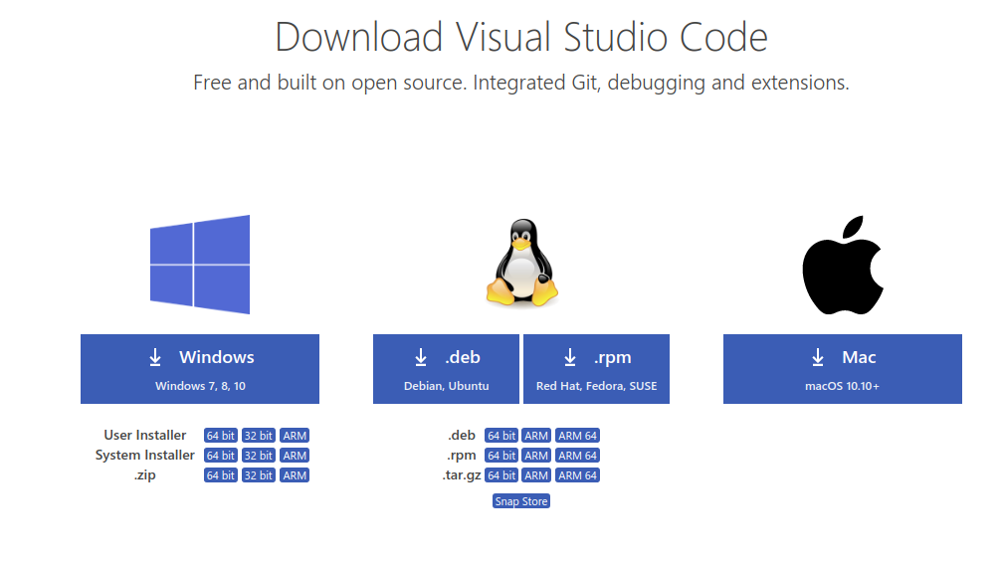 Download Visual Studio Code
Free and built on open source. Integrated Git, debugging and extensions.
Windows
Windows 7, 8, 10
User Installer 64 bit 32 bit ARM
System Installer 64 bit 32 bit ARM
.zip 64 bit 32 bit ARM
.deb
Debian, Ubuntu
.rpm
Red Hat, Fedora, SUSE
.deb 64 bit ARM ARM 64
.rpm 64 bit ARM ARM 64
.tar.gz 64 bit ARM ARM 64
Snap Store
Mac
macOS 10.10+